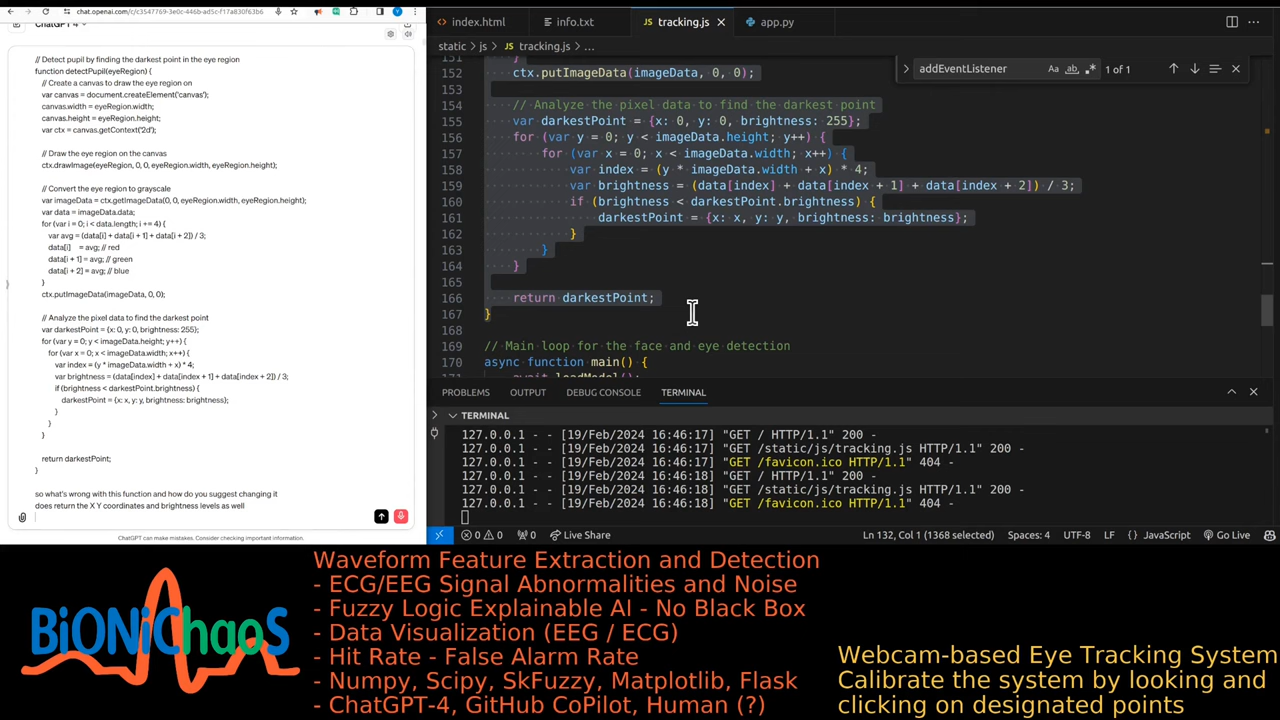 chat.openai.com/c/c3547769-3e0c-446b-ad5c-f17a830f63b6
ChatGPT 4
// Detect pupil by finding the darkest point in the eye region
function detectPupil(eyeRegion) {
// Create a canvas to draw the eye region on
var canvas = document.createElement('canvas');
canvas.width = eyeRegion.width;
canvas.height = eyeRegion.height;
var ctx = canvas.getContext('2d');
// Draw the eye region on the canvas
ctx.drawImage(eyeRegion, 0, 0, eyeRegion.width, eyeRegion.height);
// Convert the eye region to grayscale
var imageData = ctx.getImageData(0, 0, eyeRegion.width, eyeRegion.height);
var data = imageData.data;
for (var i = 0; i < data.length; i += 4) {
var avg = (data[i] + data[i + 1] + data[i + 2]) / 3;
data[i] = avg; // red
data[i + 1] = avg; // green
data[i + 2] = avg; // blue
}
ctx.putImageData(imageData, 0, 0);
// Analyze the pixel data to find the darkest point
var darkestPoint = {x: 0, y: 0, brightness: 255};
for (var y = 0; y < imageData.height; y++) {
for (var x = 0; x < imageData.width; x++) {
var index = (y * imageData.width + x) * 4;
var brightness = (data[index] + data[index + 1] + data[index + 2]) / 3;
if (brightness < darkestPoint.brightness) {
darkestPoint = {x: x, y: y, brightness: brightness};
}
}
}
return darkestPoint;
}
so what's wrong with this function and how do you suggest changing it
does return the X Y coordinates and brightness levels as well
ChatGPT can make mistakes. Consider checking important information.
index.html info.txt tracking.js app.py
static > js > tracking.js > ...
addEventListener Aa ab 1 of 1
151 }
152 ctx.putImageData(imageData, 0, 0);
153
154 // Analyze the pixel data to find the darkest point
155 var darkestPoint = {x: 0, y: 0, brightness: 255};
156 for (var y = 0; y < imageData.height; y++) {
157 for (var x = 0; x < imageData.width; x++) {
158 var index = (y * imageData.width + x) * 4;
159 var brightness = (data[index] + data[index + 1] + data[index + 2]) / 3;
160 if (brightness < darkestPoint.brightness) {
161 darkestPoint = {x: x, y: y, brightness: brightness};
162 }
163 }
164 }
165
166 return darkestPoint;
167 }
168
169 // Main loop for the face and eye detection
170 async function main() {
171 await loadModel();
PROBLEMS OUTPUT DEBUG CONSOLE TERMINAL
TERMINAL
127.0.0.1 - - [19/Feb/2024 16:46:17] "GET / HTTP/1.1" 200 -
127.0.0.1 - - [19/Feb/2024 16:46:17] "GET /static/js/tracking.js HTTP/1.1" 200 -
127.0.0.1 - - [19/Feb/2024 16:46:17] "GET /favicon.ico HTTP/1.1" 404 -
127.0.0.1 - - [19/Feb/2024 16:46:18] "GET / HTTP/1.1" 200 -
127.0.0.1 - - [19/Feb/2024 16:46:18] "GET /static/js/tracking.js HTTP/1.1" 200 -
127.0.0.1 - - [19/Feb/2024 16:46:18] "GET /favicon.ico HTTP/1.1" 404 -
0 0 0 Live Share Ln 132, Col 1 (1368 selected) Spaces: 4 UTF-8 LF {} JavaScript Go Live
BiONiChaoS
Waveform Feature Extraction and Detection
- ECG/EEG Signal Abnormalities and Noise
- Fuzzy Logic Explainable AI - No Black Box
- Data Visualization (EEG / ECG)
- Hit Rate - False Alarm Rate
- Numpy, Scipy, SkFuzzy, Matplotlib, Flask
- ChatGPT-4, GitHub CoPilot, Human (?)
Webcam-based Eye Tracking System
Calibrate the system by looking and
clicking on designated points